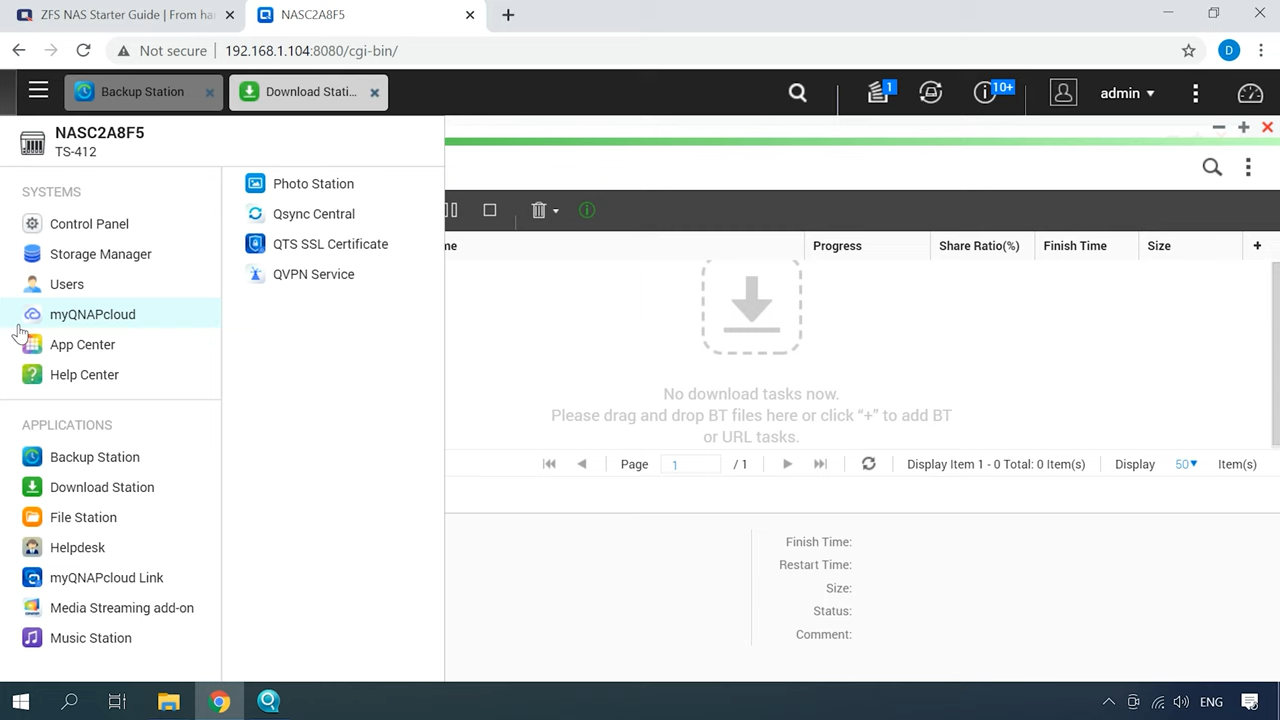 ZFS NAS Starter Guide | From ha
NASC2A8F5
Not secure
192.168.1.104:8080/cgi-bin/
D
Backup Station
Download Stati...
1
10+
admin
NASC2A8F5
TS-412
SYSTEMS
Control Panel
Storage Manager
Users
myQNAPcloud
App Center
Help Center
APPLICATIONS
Backup Station
Download Station
File Station
Helpdesk
myQNAPcloud Link
Media Streaming add-on
Music Station
Photo Station
Qsync Central
QTS SSL Certificate
QVPN Service
me
Progress
Share Ratio(%)
Finish Time
Size
+
No download tasks now.
Please drag and drop BT files here or click “+” to add BT
or URL tasks.
Page
1
/ 1
Display Item 1 - 0 Total: 0 Item(s)
Display
50
Item(s)
Finish Time:
Restart Time:
Size:
Status:
Comment:
ENG